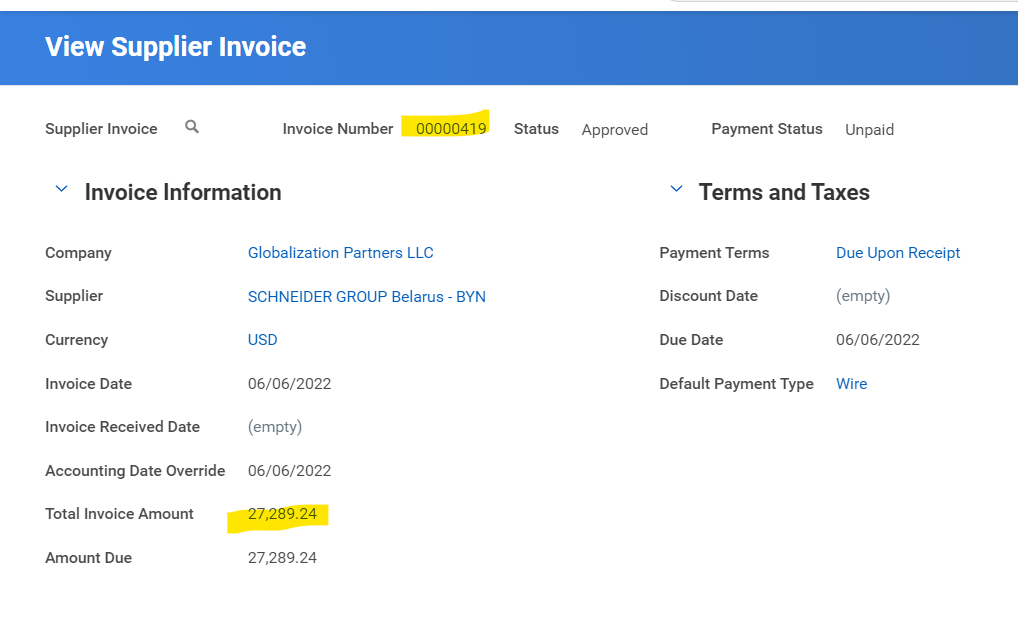 View Supplier Invoice
Supplier Invoice Invoice Number 00000419 Status Approved Payment Status Unpaid
Invoice Information
Company Globalization Partners LLC
Supplier SCHNEIDER GROUP Belarus - BYN
Currency USD
Invoice Date 06/06/2022
Invoice Received Date (empty)
Accounting Date Override 06/06/2022
Total Invoice Amount 27,289.24
Amount Due 27,289.24
Terms and Taxes
Payment Terms Due Upon Receipt
Discount Date (empty)
Due Date 06/06/2022
Default Payment Type Wire